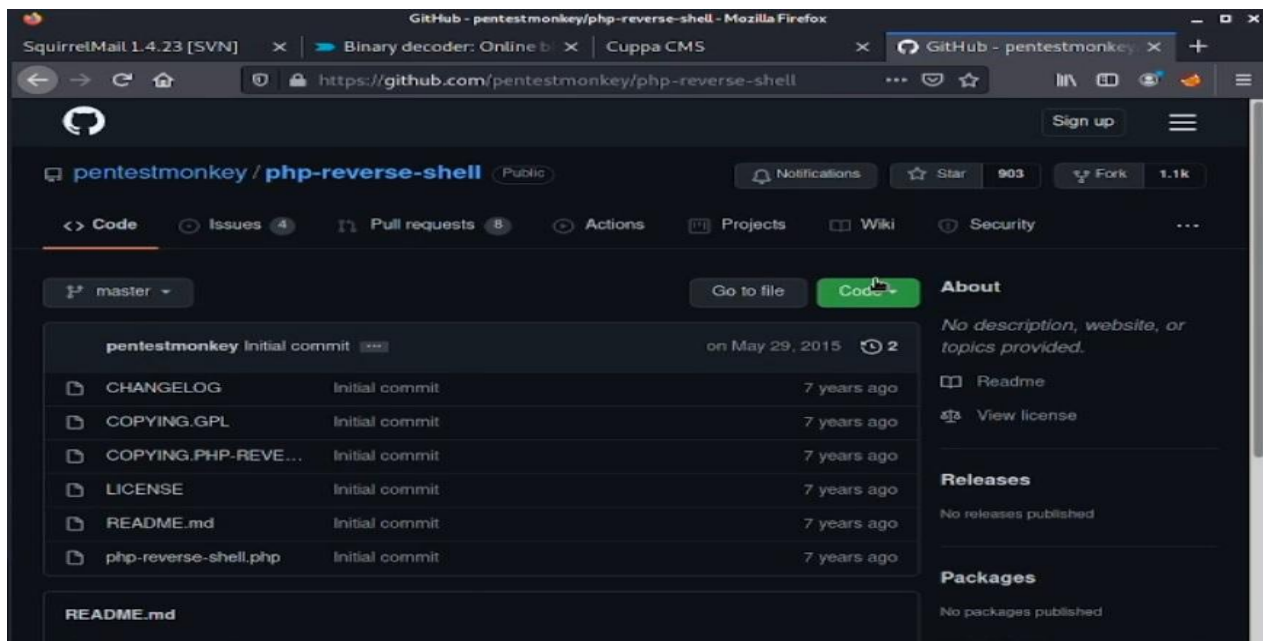 GitHub - pentestmonkey/php-reverse-shell - Mozilla Firefox
SquirrelMail 1.4.23 [SVN]
Binary decoder: Online b
Cuppa CMS
GitHub - pentestmonkey
https://github.com/pentestmonkey/php-reverse-shell
Sign up
pentestmonkey / php-reverse-shell Public
Notifications
Star 903
Fork 1.1k
<> Code
Issues 4
Pull requests 8
Actions
Projects
Wiki
Security
master
Go to file
Code
About
No description, website, or
topics provided.
Readme
View license
pentestmonkey Initial commit
on May 29, 2015
2
CHANGELOG Initial commit 7 years ago
COPYING.GPL Initial commit 7 years ago
COPYING.PHP-REVE... Initial commit 7 years ago
LICENSE Initial commit 7 years ago
README.md Initial commit 7 years ago
php-reverse-shell.php Initial commit 7 years ago
Releases
No releases published
Packages
No packages published
README.md